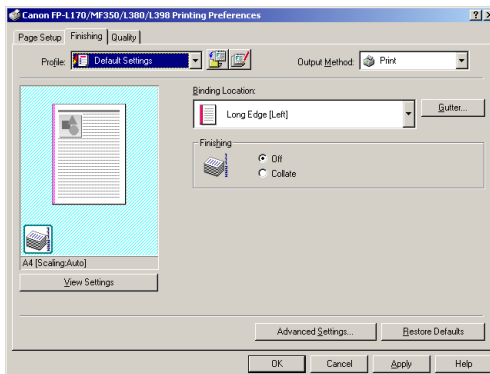 Canon FP-L170/MF350/L380/L398 Printing Preferences
Page Setup Finishing Quality
Profile: Default Settings Output Method: Print
Binding Location:
Long Edge [Left] Gutter...
Finishing
Off
Collate
A4 [Scaling:Auto]
View Settings
Advanced Settings... Restore Defaults
OK Cancel Apply Help